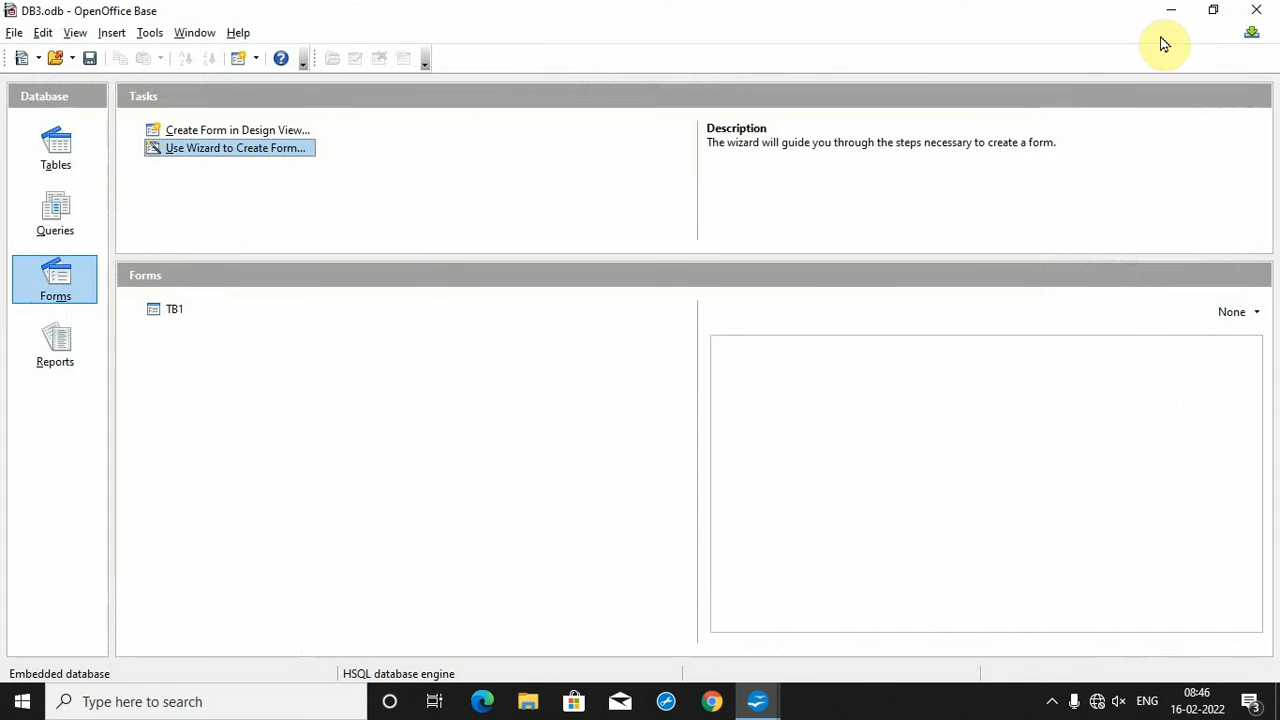 DB3.odb - OpenOffice Base
File Edit View Insert Tools Window Help
Database
Tables
Queries
Forms
Reports
Tasks
Create Form in Design View...
Use Wizard to Create Form...
Description
The wizard will guide you through the steps necessary to create a form.
Forms
TB1
None
Embedded database
HSQL database engine
Type here to search
ENG
08:46
16-02-2022
3